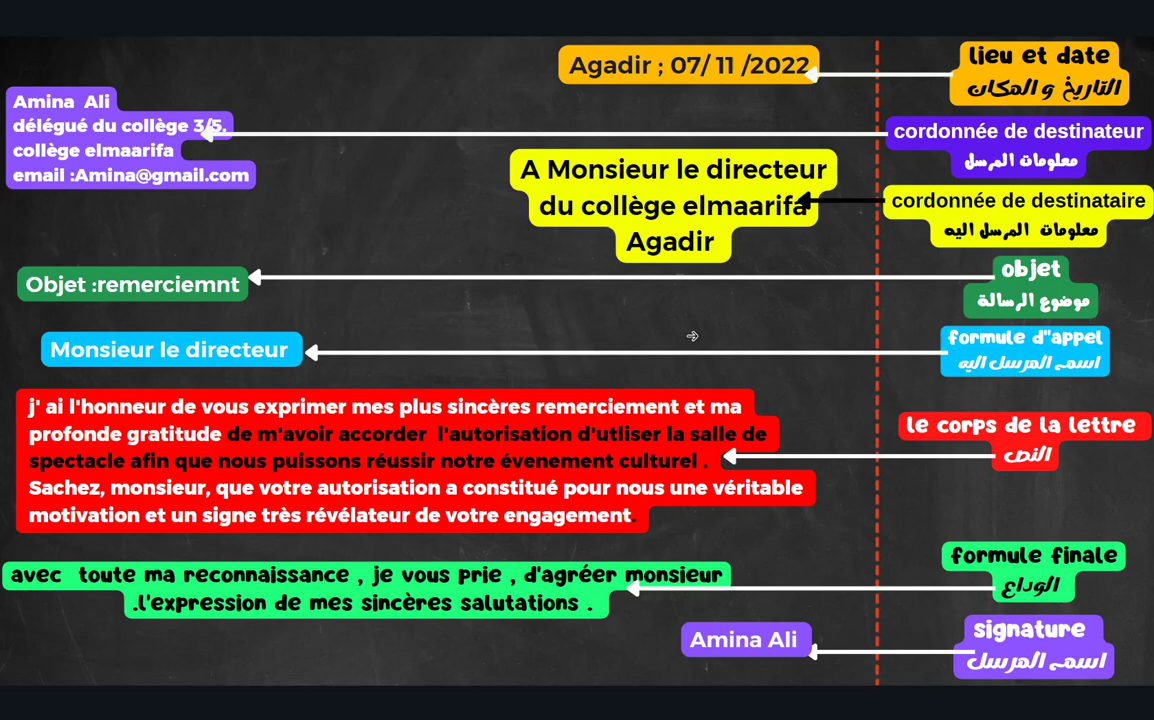 Agadir ; 07/ 11 /2022
lieu et date
التاريخ و المكان
Amina Ali
délégué du collège 3/5.
collège elmaarifa
email :Amina@gmail.com
cordonnée de destinateur
معلومات المرسل
A Monsieur le directeur
du collège elmaarifa
Agadir
cordonnée de destinataire
معلومات المرسل اليه
Objet :remerciemnt
objet
موضوع الرسالة
Monsieur le directeur
formule d"appel
اسم المرسل اليه
j' ai l'honneur de vous exprimer mes plus sincères remerciement et ma
profonde gratitude de m'avoir accorder l'autorisation d'utliser la salle de
spectacle afin que nous puissons réussir notre évenement culturel .
Sachez, monsieur, que votre autorisation a constitué pour nous une véritable
motivation et un signe très révélateur de votre engagement.
le corps de la lettre
النص
avec toute ma reconnaissance , je vous prie , d'agréer monsieur
.l'expression de mes sincères salutations .
formule finale
الوداع
Amina Ali
signature
اسم المرسل